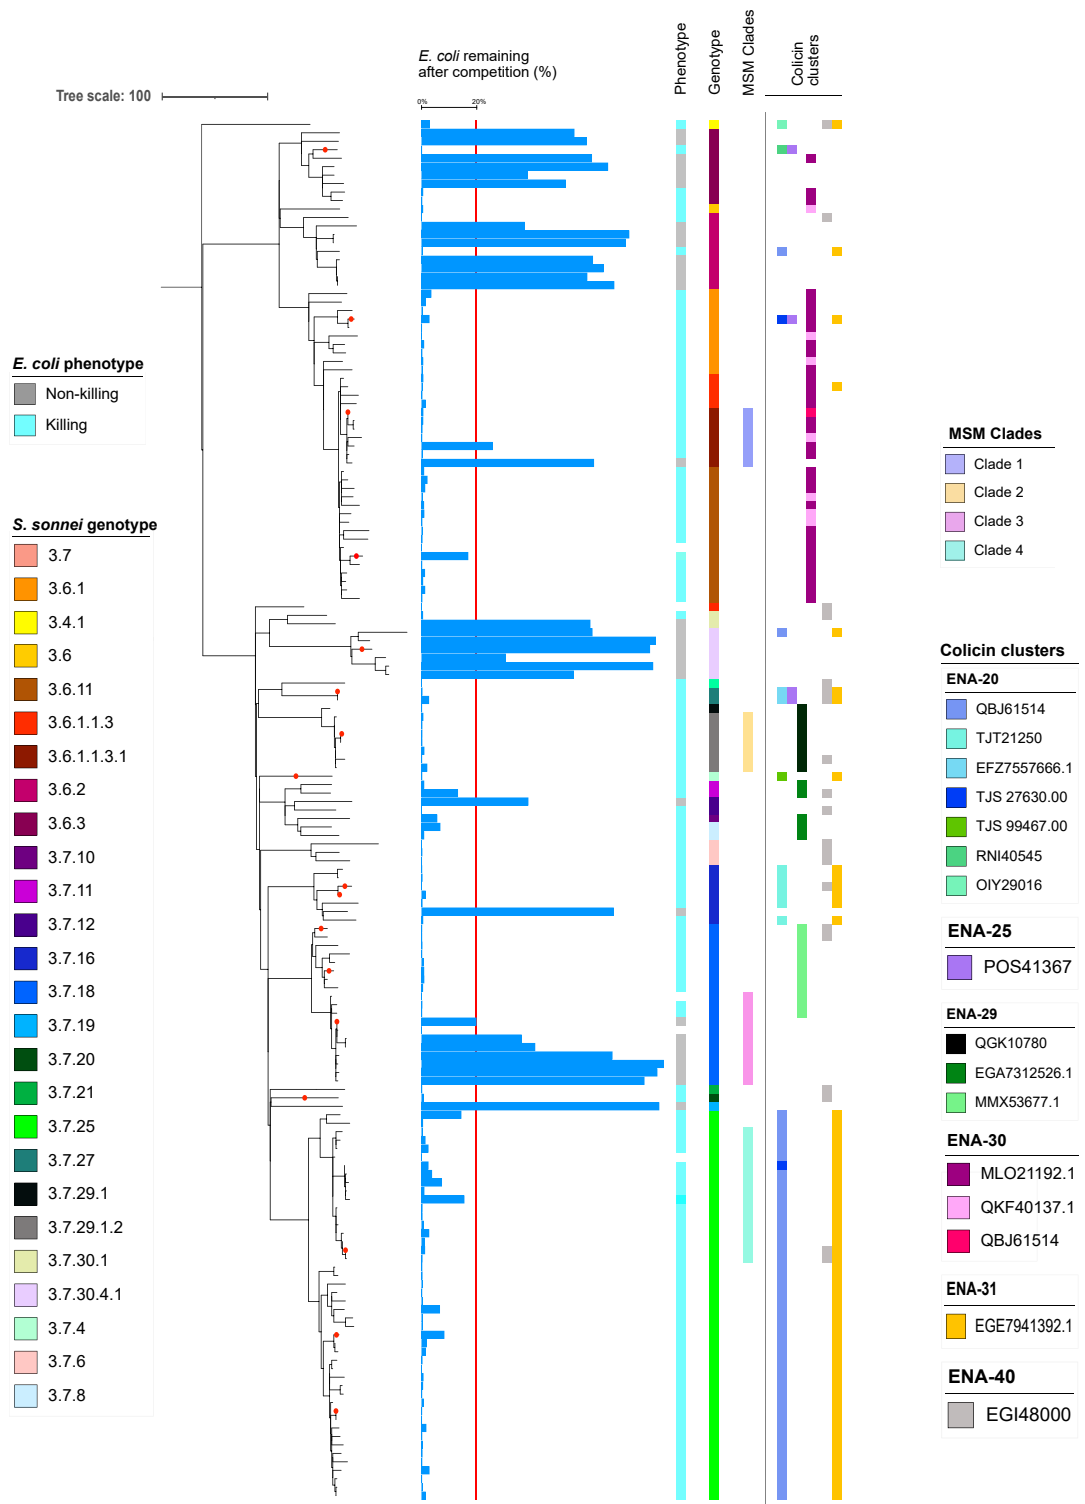 E. coli remaining
after competition (%)
Phenotype
Genotype
MSM Clades
Colicin
clusters
Tree scale: 100
0%
20%
E. coli phenotype
Non-killing
Killing
S. sonnei genotype
3.7
3.6.1
3.4.1
3.6
3.6.11
3.6.1.1.3
3.6.1.1.3.1
3.6.2
3.6.3
3.7.10
3.7.11
3.7.12
3.7.16
3.7.18
3.7.19
3.7.20
3.7.21
3.7.25
3.7.27
3.7.29.1
3.7.29.1.2
3.7.30.1
3.7.30.4.1
3.7.4
3.7.6
3.7.8
MSM Clades
Clade 1
Clade 2
Clade 3
Clade 4
Colicin clusters
ENA-20
QBJ61514
TJT21250
EFZ7557666.1
TJS 27630.00
TJS 99467.00
RNI40545
OIY29016
ENA-25
POS41367
ENA-29
QGK10780
EGA7312526.1
MMX53677.1
ENA-30
MLO21192.1
QKF40137.1
QBJ61514
ENA-31
EGE7941392.1
ENA-40
EGI48000